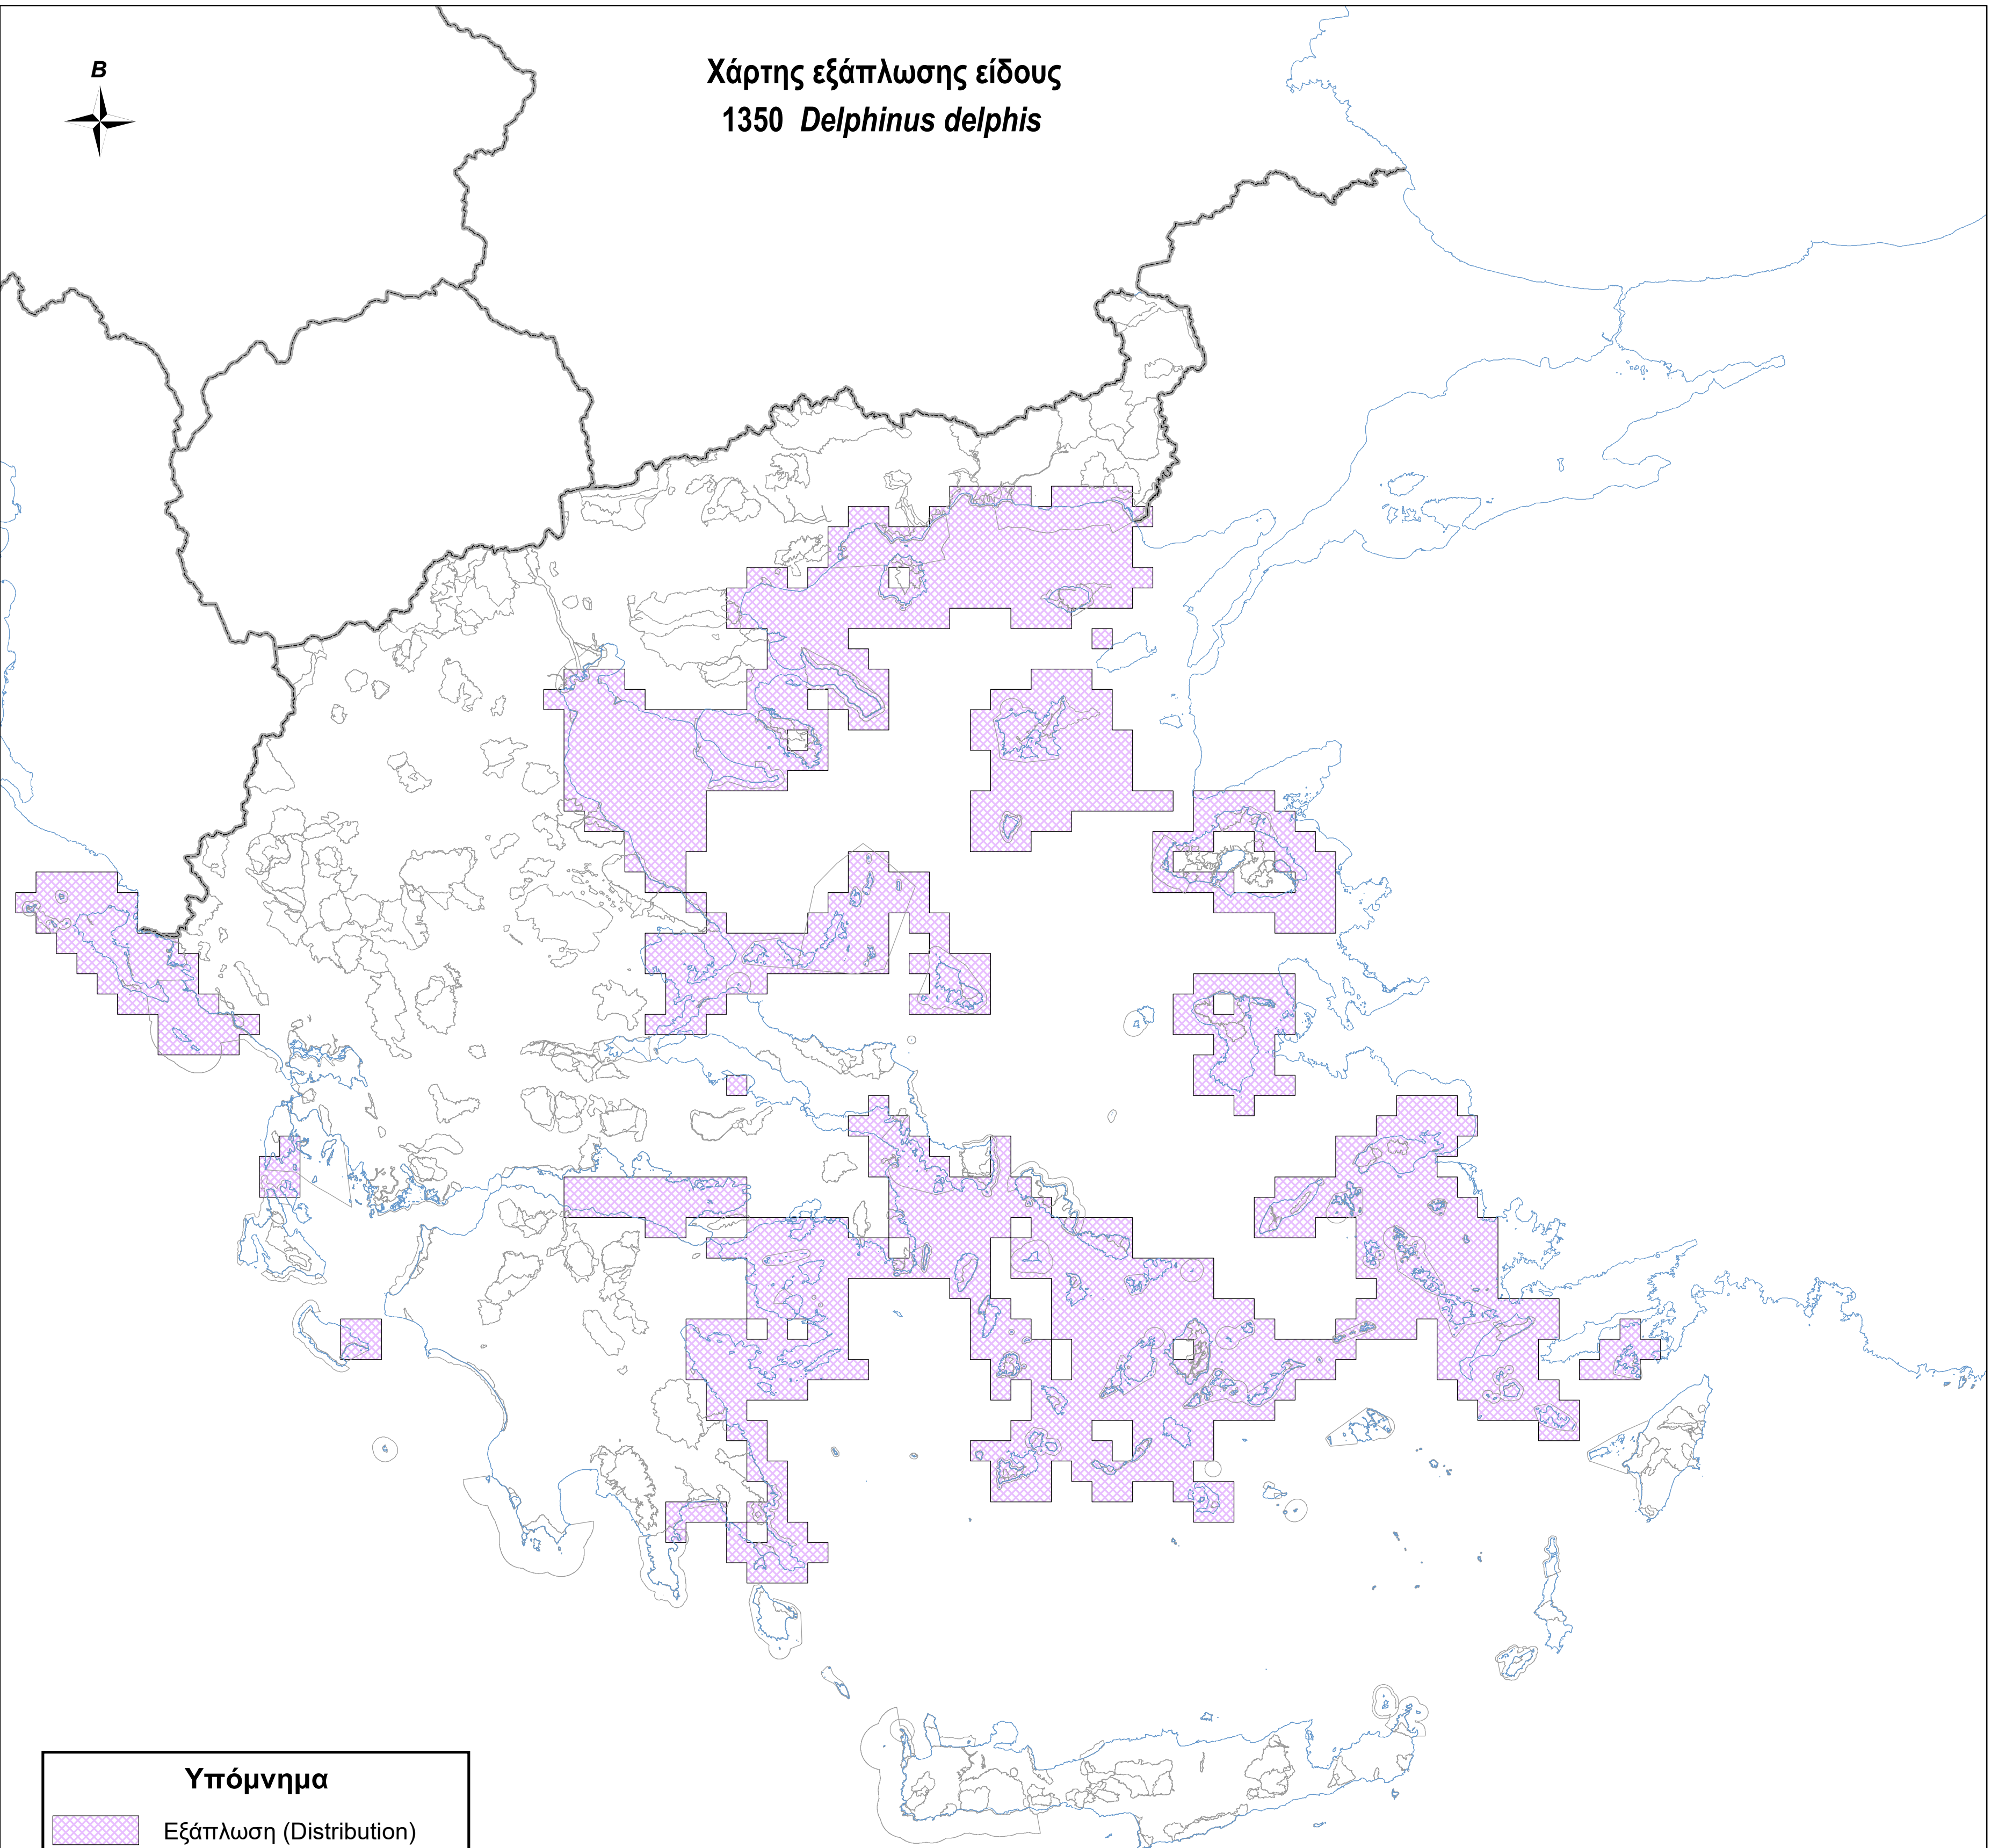 B
Χάρτης εξάπλωσης είδους
1350 Delphinus delphis
Υπόμνημα
Εξάπλωση (Distribution)